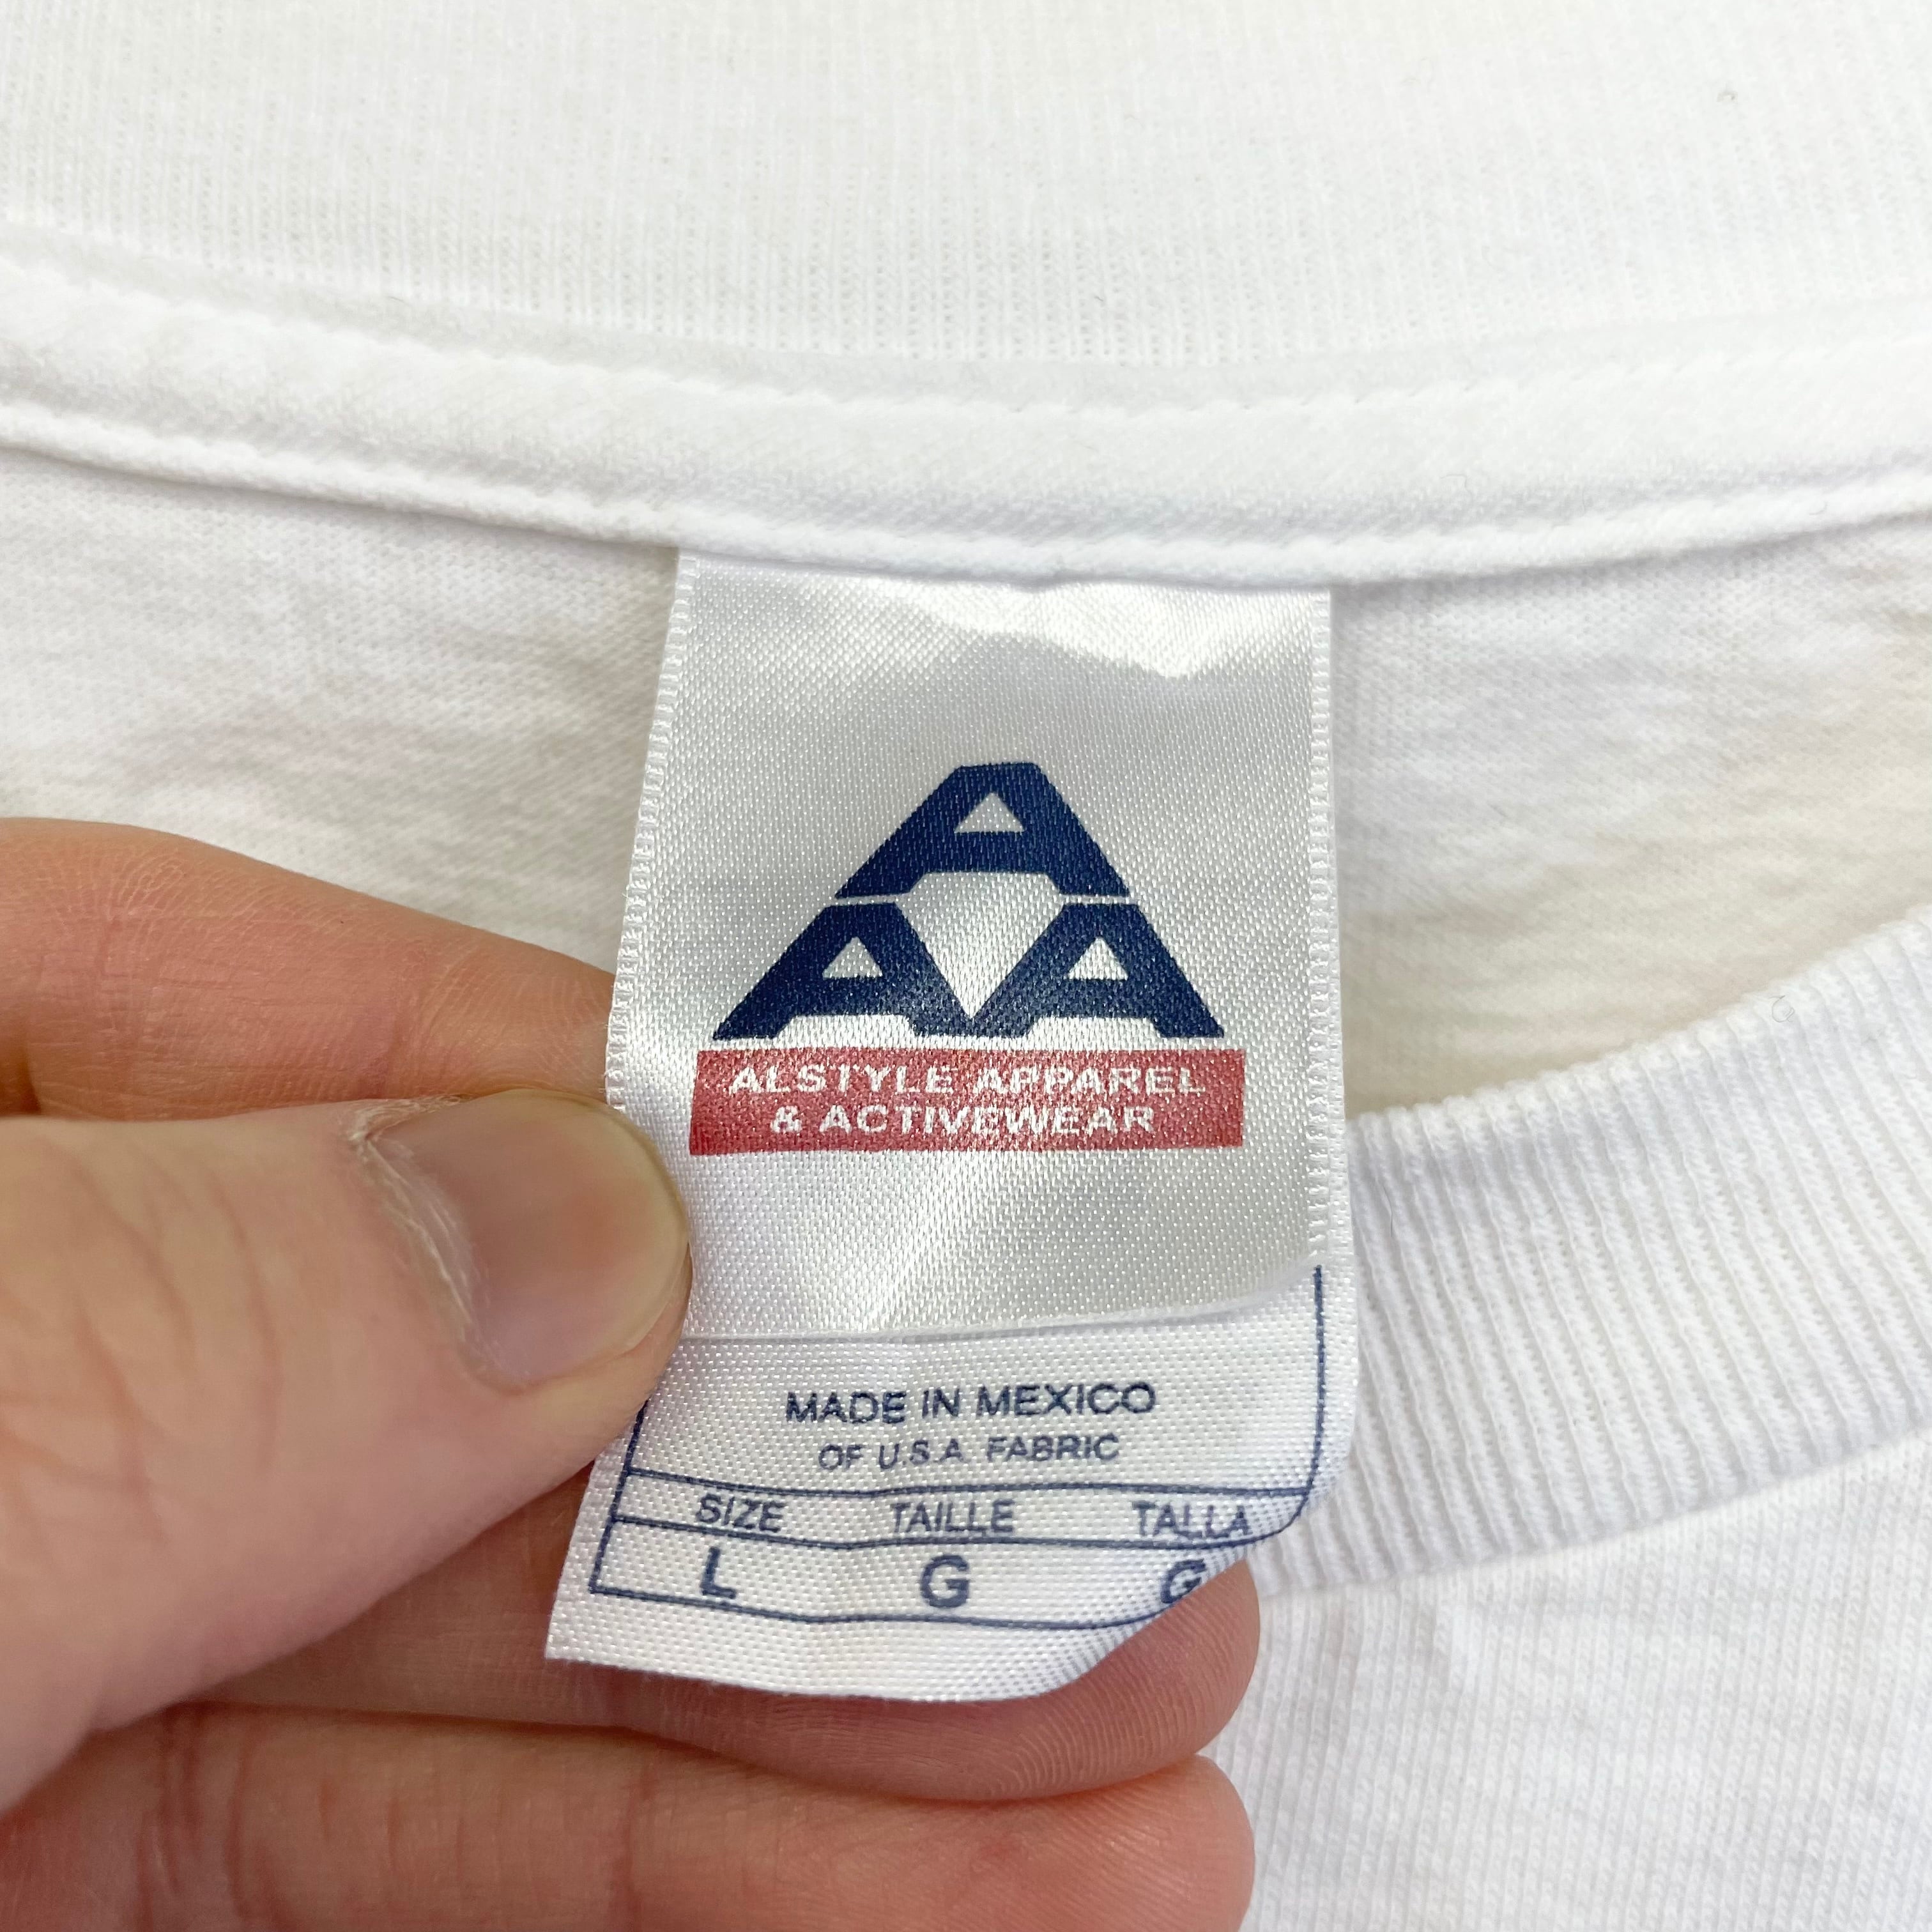 A
A A
ALSTYLE APPAREL
& ACTIVEWEAR
MADE IN MEXICO
OF U.S.A. FABRIC
SIZE TAILLE TALLA
L G G